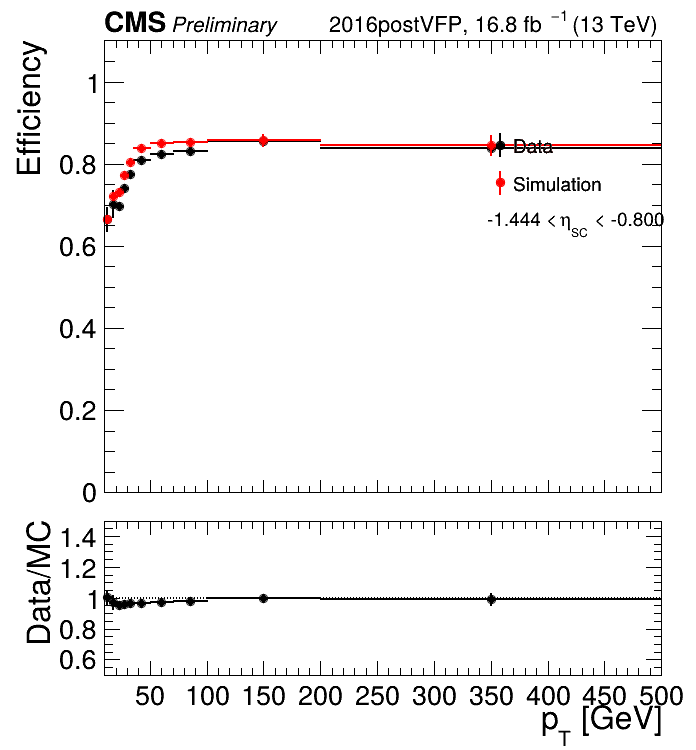 CMS Preliminary 2016postVFP, 16.8 fb⁻¹ (13 TeV)
Efficiency
1
0.8
0.6
0.4
0.2
0
Data
Simulation
-1.444 < ηSC < -0.800
Data/MC
1.4
1.2
1
0.8
0.6
50 100 150 200 250 300 350 400 450 500
pT [GeV]